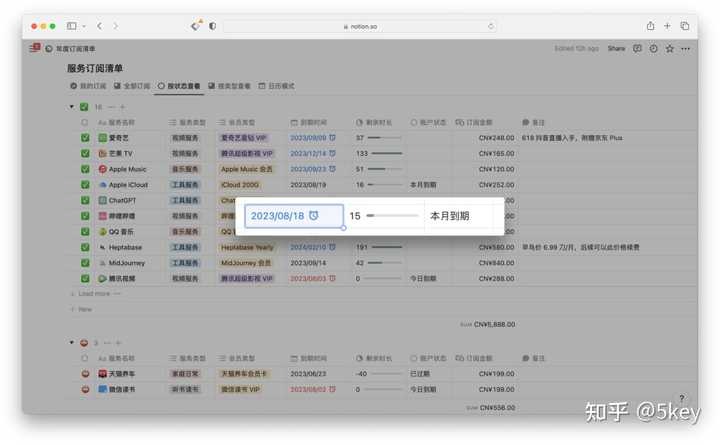 notion.so
年度订阅清单 Edited 12h ago Share
服务订阅清单
我的订阅 全部订阅 按状态查看 按类型查看 日历模式
16
Aa 服务名称 服务类型 会员类型 到期时间 剩余时长 账户状态 订阅金额 备注
爱奇艺 视频服务 爱奇艺星钻 VIP 2023/09/09 37 CN¥248.00 618 抖音直播入手，附赠京东 Plus
芒果 TV 视频服务 腾讯超级影视 VIP 2023/12/14 133 CN¥165.00
Apple Music 音乐服务 Apple Music 会员 2023/09/23 51 CN¥120.00
Apple iCloud 工具服务 iCloud 200G 2023/08/19 16 本月到期 CN¥252.00
ChatGPT 工具服务
2023/08/18 15 本月到期
哔哩哔哩 视频服务
QQ 音乐 音乐服务
Heptabase 工具服务 Heptabase Yearly 2024/02/10 191 CN¥580.00 早鸟价 6.99 刀/月，后续可以此价格续费
MidJourney 工具服务 MidJourney 会员 2023/09/14 42 CN¥840.00
腾讯视频 视频服务 腾讯超级影视 VIP 2023/08/03 0 今日到期 CN¥288.00
Load more
New
SUM CN¥5,888.00
3
Aa 服务名称 服务类型 会员类型 到期时间 剩余时长 账户状态 订阅金额 备注
天猫养车 家庭日常 天猫养车会员卡 2023/06/23 -40 已过期 CN¥199.00
微信读书 听书读书 微信读书 VIP 2023/08/02 0 今日到期 CN¥199.00
SUM CN¥556.00
?
知乎 @5key